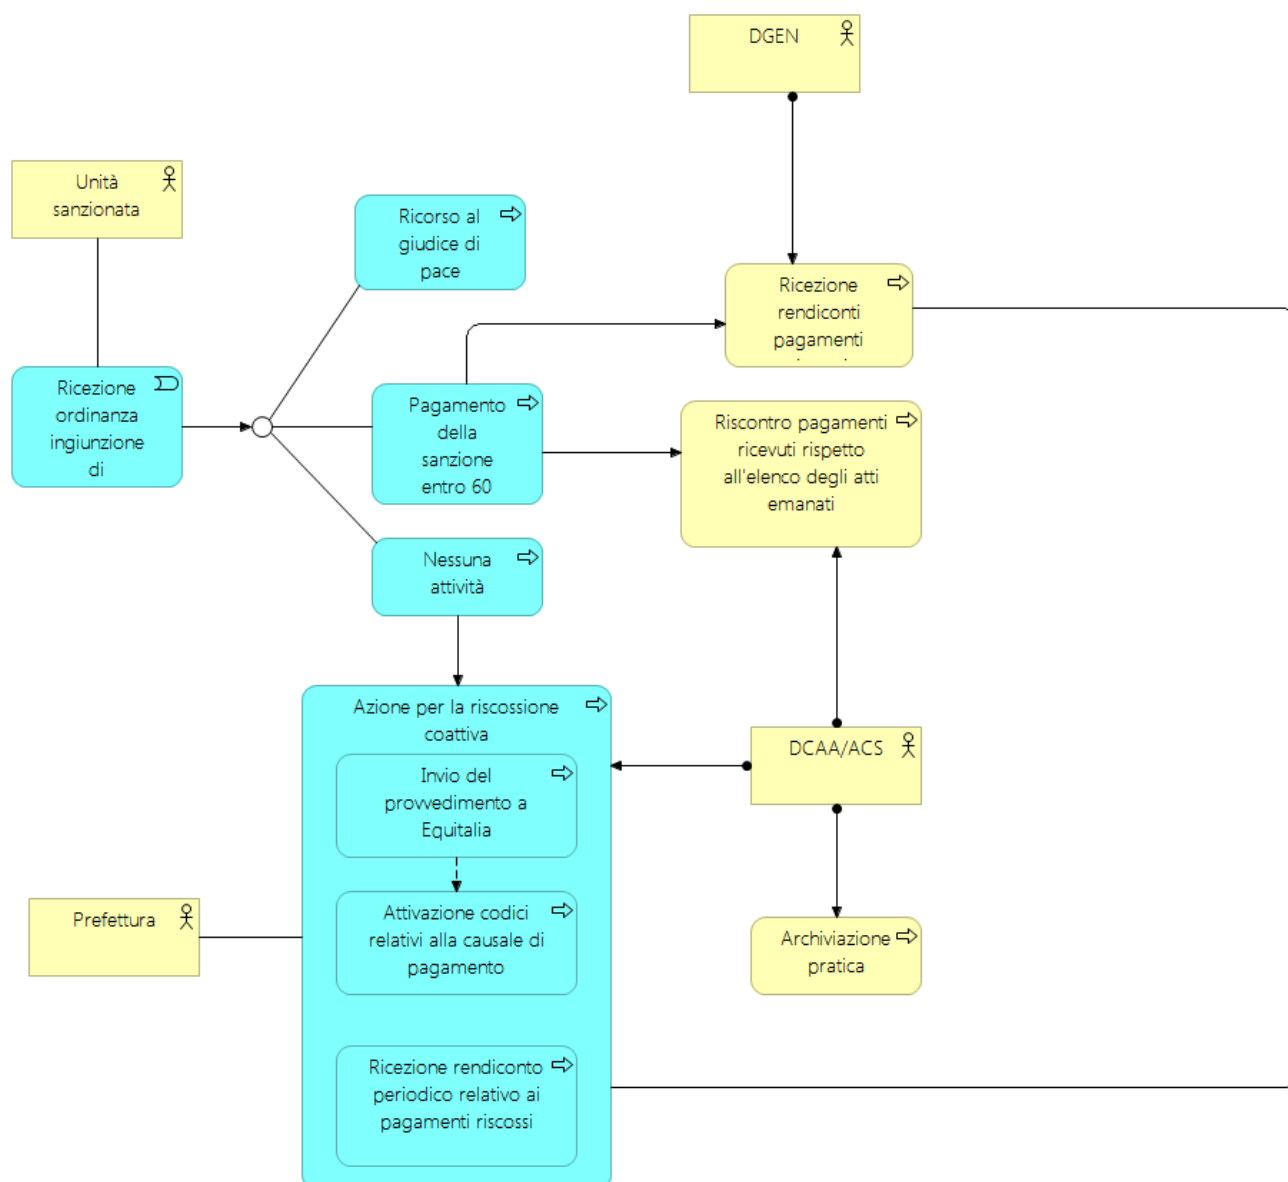 DGEN
Unità
sanzionata
Ricorso al
giudice di
pace
Ricezione
rendiconti
pagamenti
Ricezione
ordinanza
ingiunzione
di
Pagamento
della
sanzione
entro 60
Riscontro pagamenti
ricevuti rispetto
all'elenco degli atti
emanati
Nessuna
attività
Azione per la riscossione
coattiva
Invio del
provvedimento a
Equitalia
DCAA/ACS
Prefettura
Attivazione codici
relativi alla causale di
pagamento
Archiviazione
pratica
Ricezione rendiconto
periodico relativo ai
pagamenti riscossi